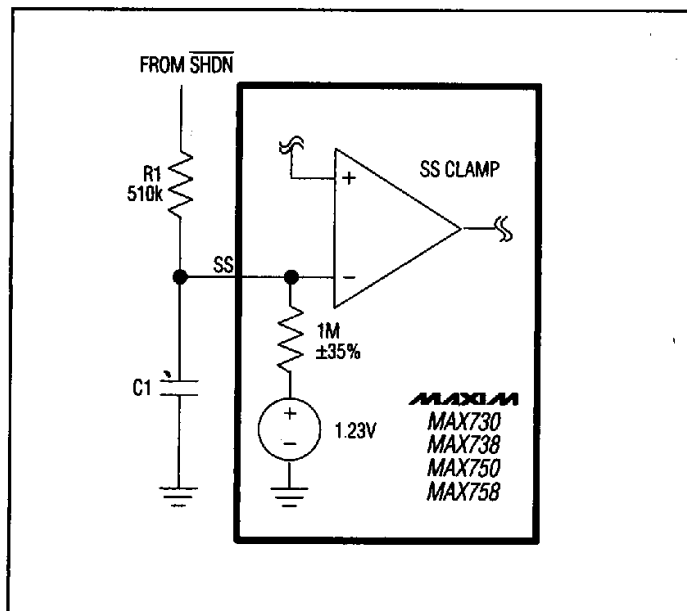 FROM SHDN
R1
510k
SS
SS CLAMP
+
−
1M
±35%
C1
+
−
1.23V
MAXIM
MAX730
MAX738
MAX750
MAX758